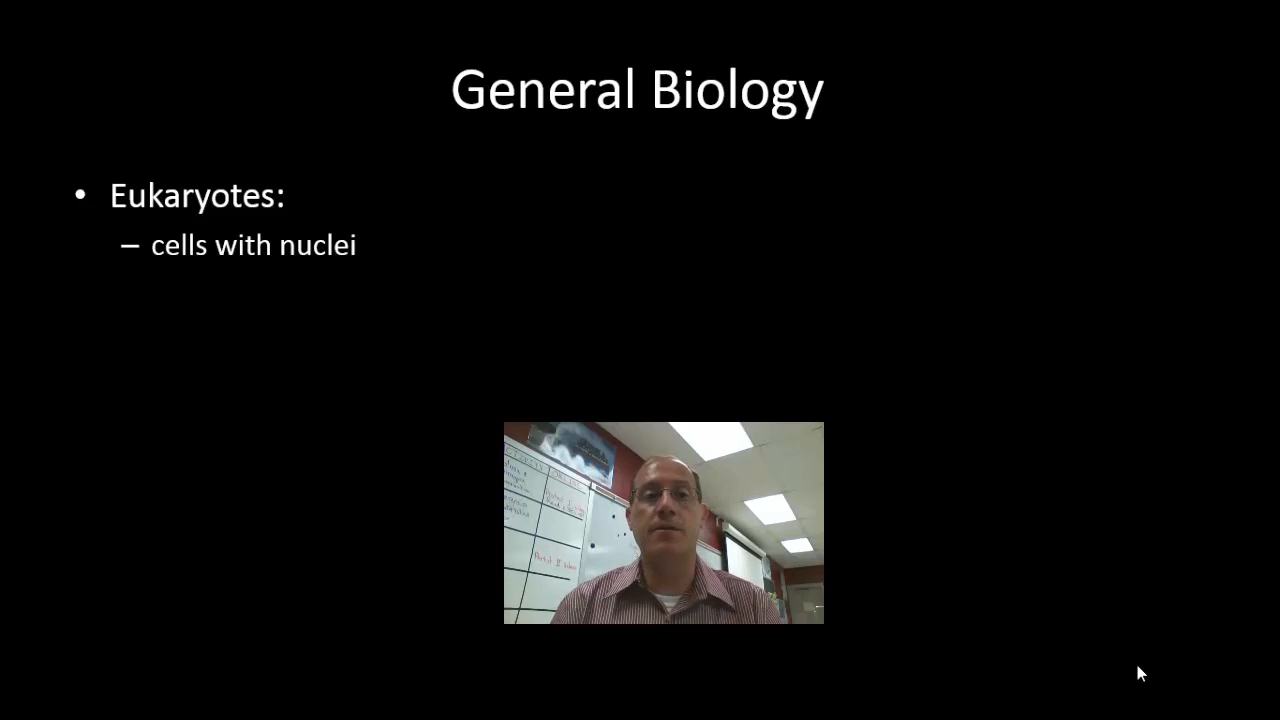 General Biology
• Eukaryotes:
– cells with nuclei